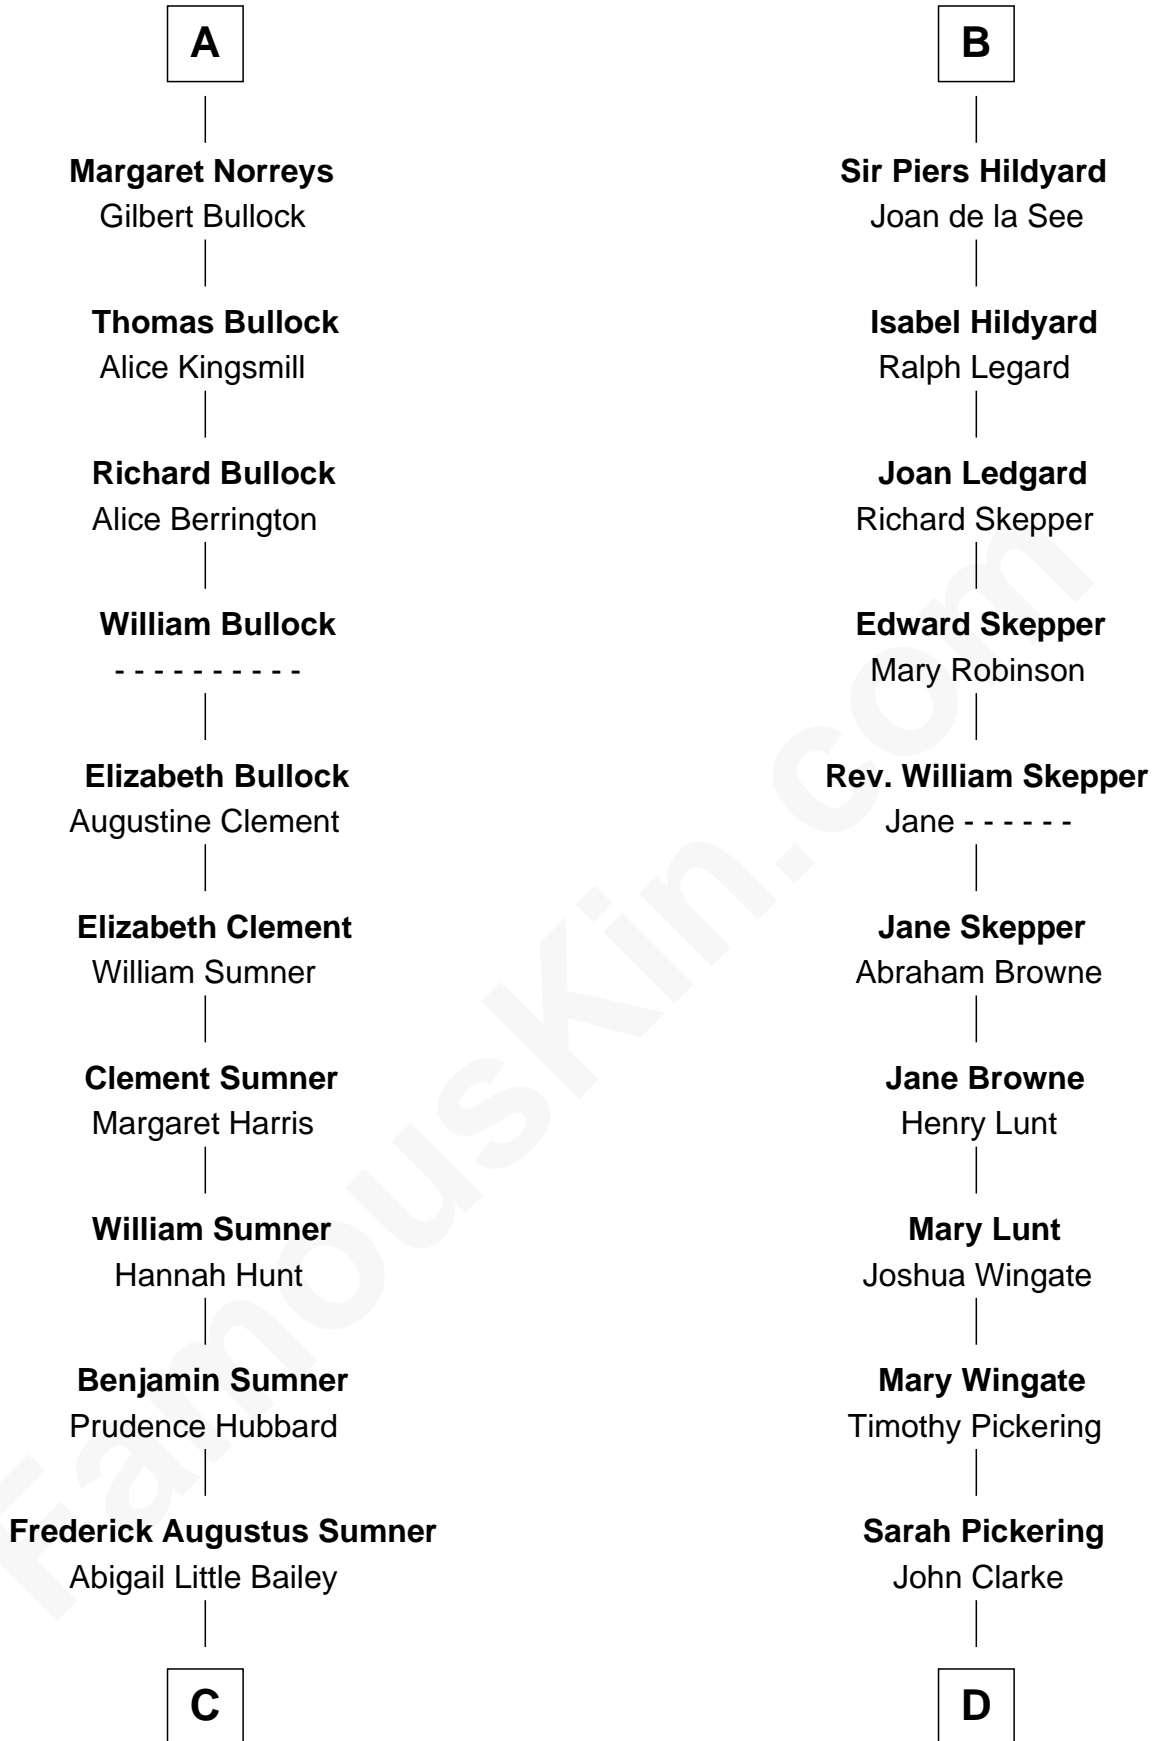 A
Margaret Norreys
Gilbert Bullock
Thomas Bullock
Alice Kingsmill
Richard Bullock
Alice Berrington
William Bullock
- - - - - - - - - -
Elizabeth Bullock
Augustine Clement
Elizabeth Clement
William Sumner
Clement Sumner
Margaret Harris
William Sumner
Hannah Hunt
Benjamin Sumner
Prudence Hubbard
Frederick Augustus Sumner
Abigail Little Bailey
C
B
Sir Piers Hildyard
Joan de la See
Isabel Hildyard
Ralph Legard
Joan Ledgard
Richard Skepper
Edward Skepper
Mary Robinson
Rev. William Skepper
Jane - - - - - -
Jane Skepper
Abraham Browne
Jane Browne
Henry Lunt
Mary Lunt
Joshua Wingate
Mary Wingate
Timothy Pickering
Sarah Pickering
John Clarke
D
FamousKin.com